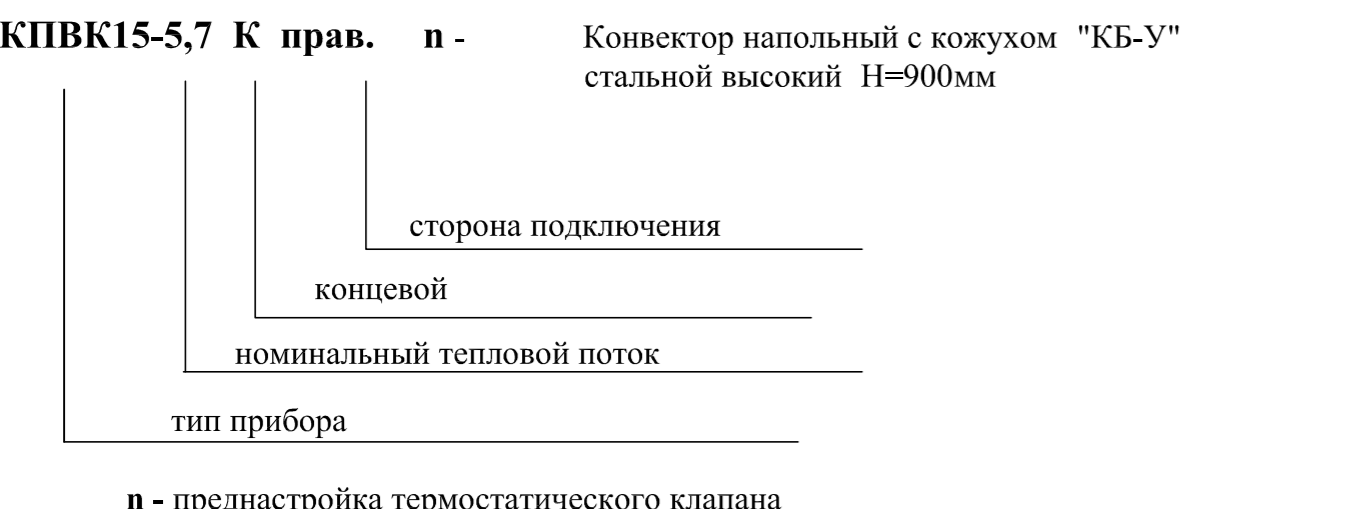 КПВК15-5,7 К прав. n - Конвектор напольный с кожухом "КБ-У"
стальной высокий Н=900мм
сторона подключения
концевой
номинальный тепловой поток
тип прибора
n - преднастройка термостатического клапана